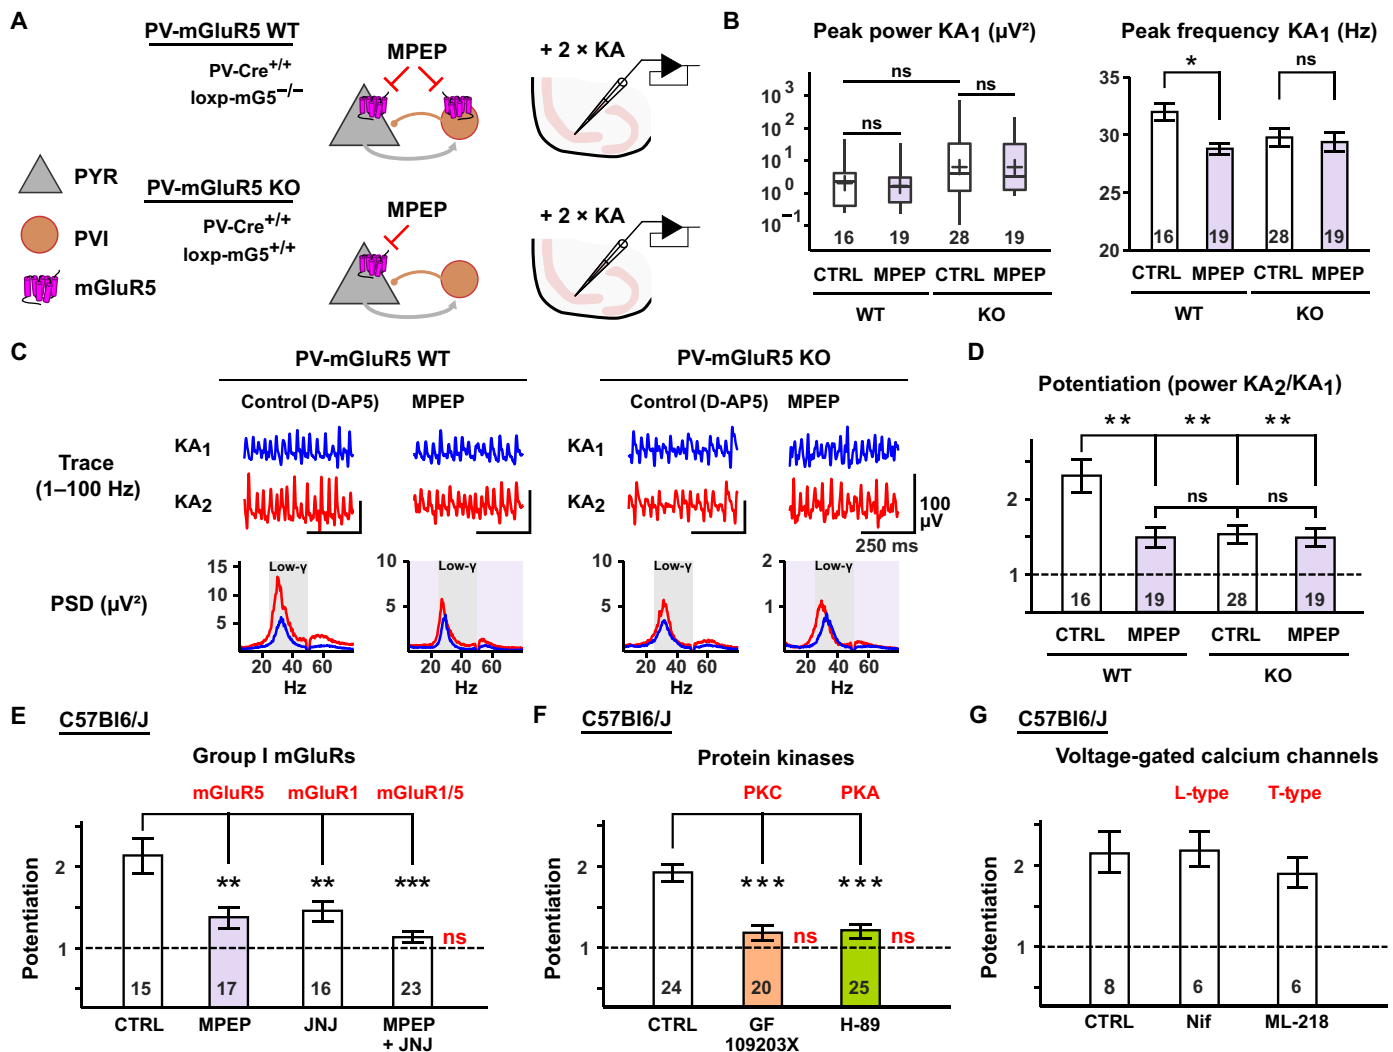 A
PV-mGluR5 WT
PV-Cre+/+
loxp-mG5−/−
MPEP
+ 2 × KA
PYR
PVI
mGluR5
PV-mGluR5 KO
PV-Cre+/+
loxp-mG5+/+
MPEP
+ 2 × KA
B
Peak power KA1 (µV²)
ns
ns
ns
10³
10²
10¹
10⁰
10⁻¹
16 19 28 19
CTRL MPEP CTRL MPEP
WT KO
Peak frequency KA1 (Hz)
* ns
35
30
25
20
16 19 28 19
CTRL MPEP CTRL MPEP
WT KO
C
PV-mGluR5 WT
PV-mGluR5 KO
Control (D-AP5) MPEP
Control (D-AP5) MPEP
Trace
(1–100 Hz)
KA1
KA2
KA1
KA2
100
µV
250 ms
PSD (µV²)
15
10
5
Low-γ
20 40 60
Hz
10
5
Low-γ
20 40 60
Hz
10
5
Low-γ
20 40 60
Hz
2
1
Low-γ
20 40 60
Hz
D
Potentiation (power KA2/KA1)
** ** **
ns ns
2
1
16 19 28 19
CTRL MPEP CTRL MPEP
WT KO
E
C57Bl6/J
Group I mGluRs
mGluR5 mGluR1 mGluR1/5
Potentiation
2
1
** ** ***
ns
15 17 16 23
CTRL MPEP JNJ MPEP
+ JNJ
F
C57Bl6/J
Protein kinases
PKC PKA
Potentiation
2
1
*** ***
ns ns
24 20 25
CTRL GF H-89
109203X
G
C57Bl6/J
Voltage-gated calcium channels
L-type T-type
Potentiation
2
1
8 6 6
CTRL Nif ML-218